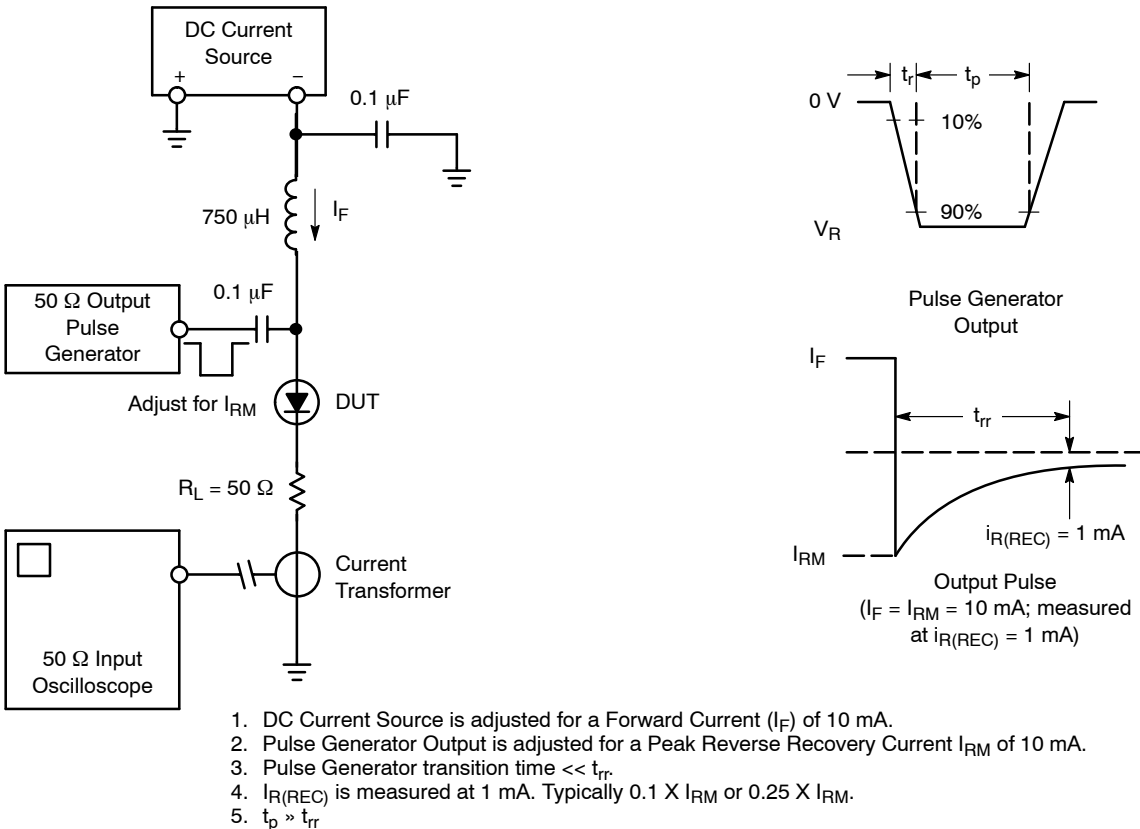 DC Current
Source
+ −
0.1 μF
750 μH
I_F
50 Ω Output
Pulse
Generator
0.1 μF
Adjust for I_RM
DUT
R_L = 50 Ω
Current
Transformer
50 Ω Input
Oscilloscope
t_r t_p
0 V
10%
90%
V_R
Pulse Generator
Output
I_F
t_rr
i_R(REC) = 1 mA
I_RM
Output Pulse
(I_F = I_RM = 10 mA; measured
at i_R(REC) = 1 mA)
1. DC Current Source is adjusted for a Forward Current (I_F) of 10 mA.
2. Pulse Generator Output is adjusted for a Peak Reverse Recovery Current I_RM of 10 mA.
3. Pulse Generator transition time << t_rr.
4. I_R(REC) is measured at 1 mA. Typically 0.1 X I_RM or 0.25 X I_RM.
5. t_p » t_rr